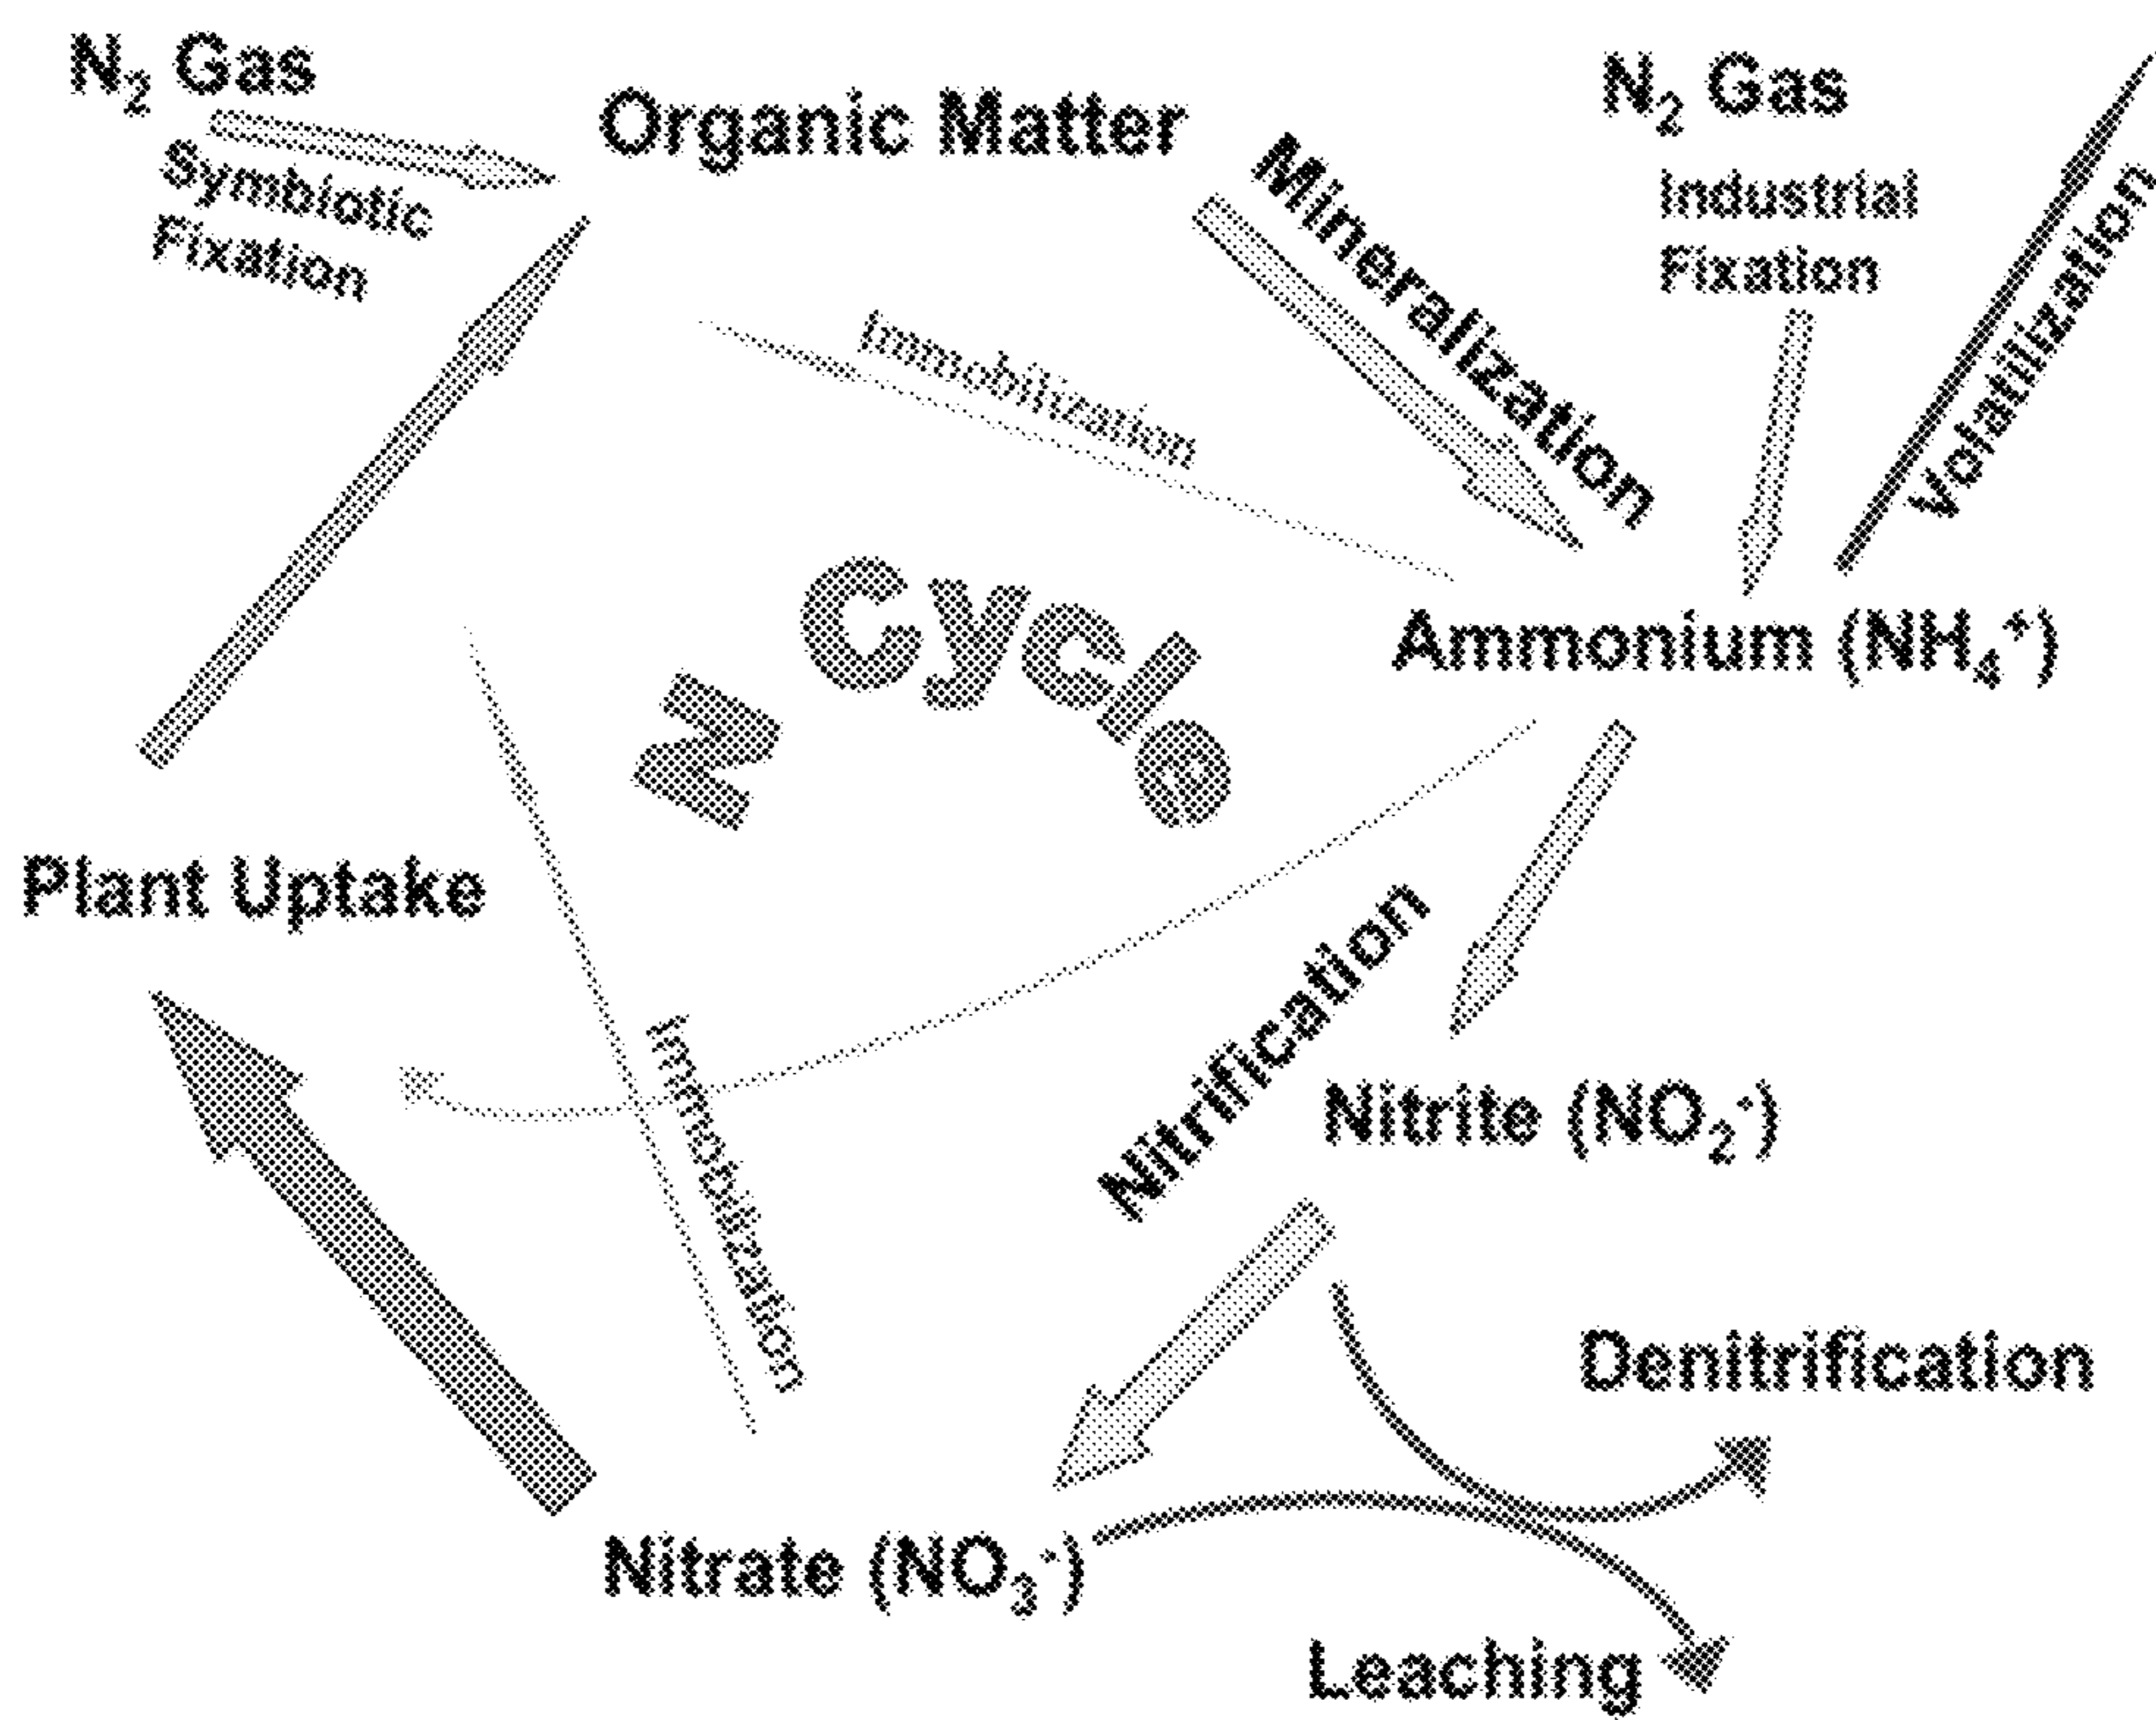 N₂ Gas
Symbiotic
Fixation
Organic Matter
Mineralization
N₂ Gas
Industrial
Fixation
Volatilization
Immobilization
N Cycle
Ammonium (NH₄⁺)
Plant Uptake
Nitrification
Immobilization
Nitrite (NO₂⁻)
Denitrification
Nitrate (NO₃⁻)
Leaching